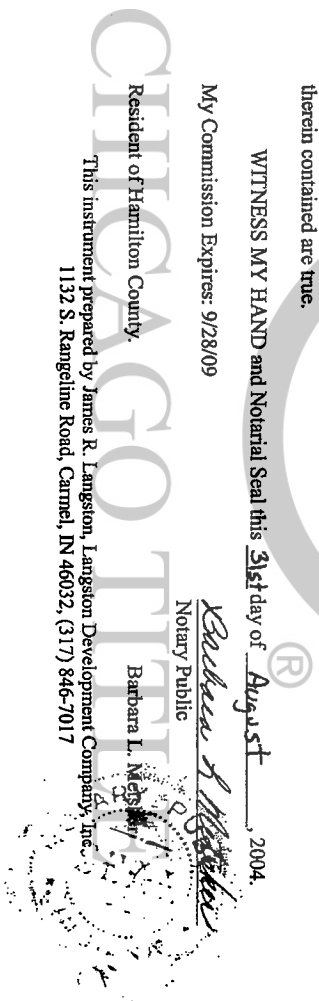 therein contained are true.
WITNESS MY HAND and Notarial Seal this 31st day of August, 2004.
My Commission Expires: 9/28/09
Barbara L
Notary Public
Resident of Hamilton County.
Barbara L.
This instrument prepared by James R. Langston, Langston Development Company, Inc.
1132 S. Rangeline Road, Carmel, IN 46032, (317) 846-7017
CHICAGO TITLE
®